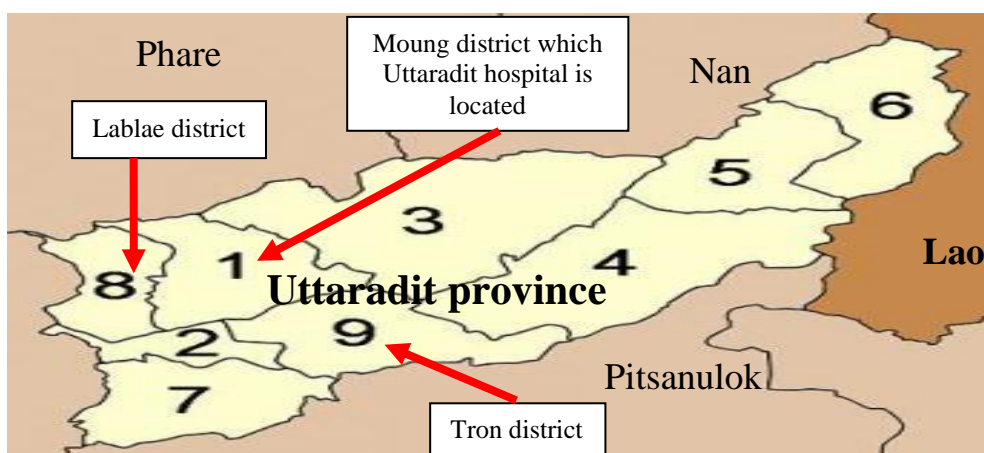 Phare
Moung district which
Uttaradit hospital is
located
Nan
Lablae district
6
5
3
1
4
Lao
8
Uttaradit province
9
2
7
Pitsanulok
Tron district